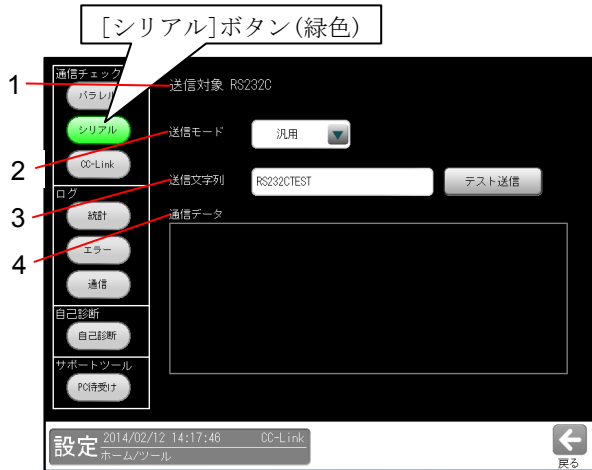 [シリアル]ボタン(緑色)
通信チェック
パラレル
シリアル
CC-Link
ログ
統計
エラー
通信
自己診断
自己診断
サポートツール
PC待受け
1
送信対象 RS232C
2
送信モード 汎用
3
送信文字列 RS232CTEST テスト送信
4
通信データ
設定 2014/02/12 14:17:46 CC-Link
ホーム/ツール
戻る